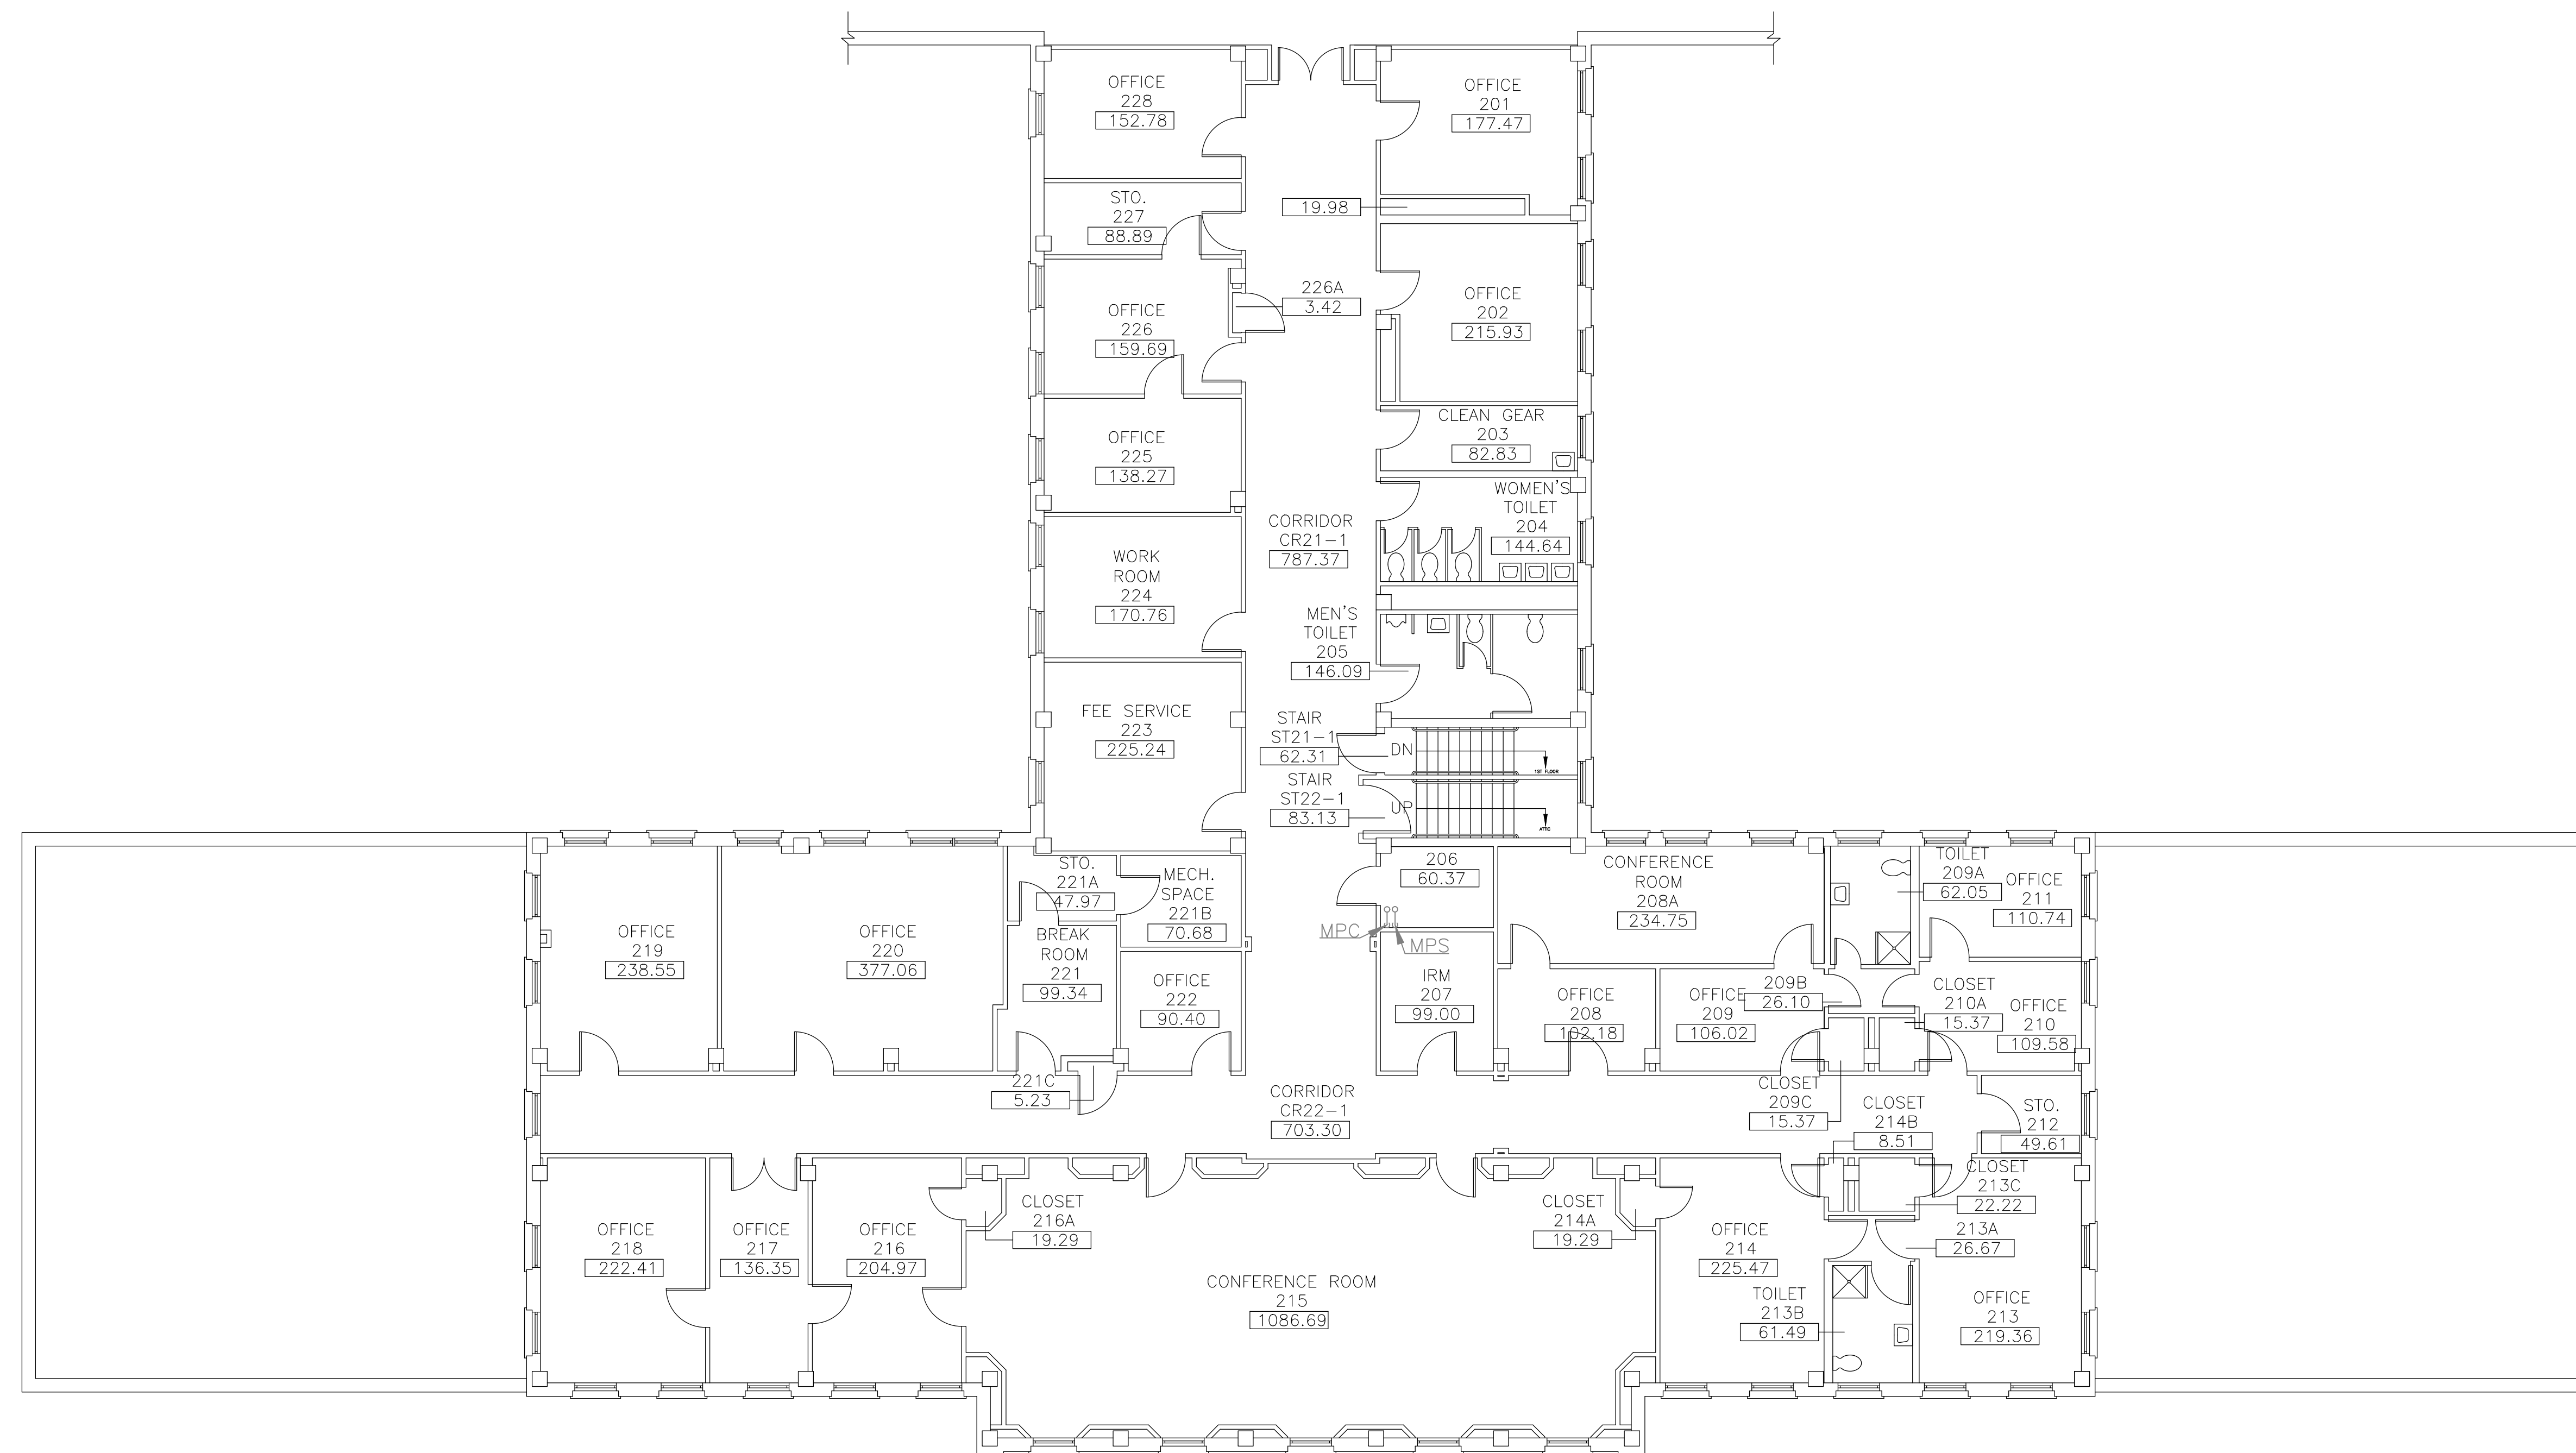 OFFICE
228
152.78
OFFICE
201
177.47
STO.
227
88.89
19.98
226A
3.42
OFFICE
202
215.93
OFFICE
226
159.69
CLEAN GEAR
203
82.83
OFFICE
225
138.27
WOMEN'S
TOILET
204
144.64
CORRIDOR
CR21-1
787.37
WORK
ROOM
224
170.76
MEN'S
TOILET
205
146.09
FEE SERVICE
223
225.24
STAIR
ST21-1
62.31
DN
1ST FLOOR
STAIR
ST22-1
83.13
UP
ATTIC
STO.
221A
47.97
MECH.
SPACE
221B
70.68
206
60.37
CONFERENCE
ROOM
208A
234.75
TOILET
209A
62.05
OFFICE
211
110.74
OFFICE
219
238.55
OFFICE
220
377.06
BREAK
ROOM
221
99.34
MPC
MPS
OFFICE
222
90.40
IRM
207
99.00
OFFICE
208
102.18
OFFICE
209
106.02
209B
26.10
CLOSET
210A
15.37
OFFICE
210
109.58
221C
5.23
CORRIDOR
CR22-1
703.30
CLOSET
209C
15.37
CLOSET
214B
8.51
STO.
212
49.61
CLOSET
213C
22.22
OFFICE
218
222.41
OFFICE
217
136.35
OFFICE
216
204.97
CLOSET
216A
19.29
CLOSET
214A
19.29
OFFICE
214
225.47
213A
26.67
CONFERENCE ROOM
215
1086.69
TOILET
213B
61.49
OFFICE
213
219.36